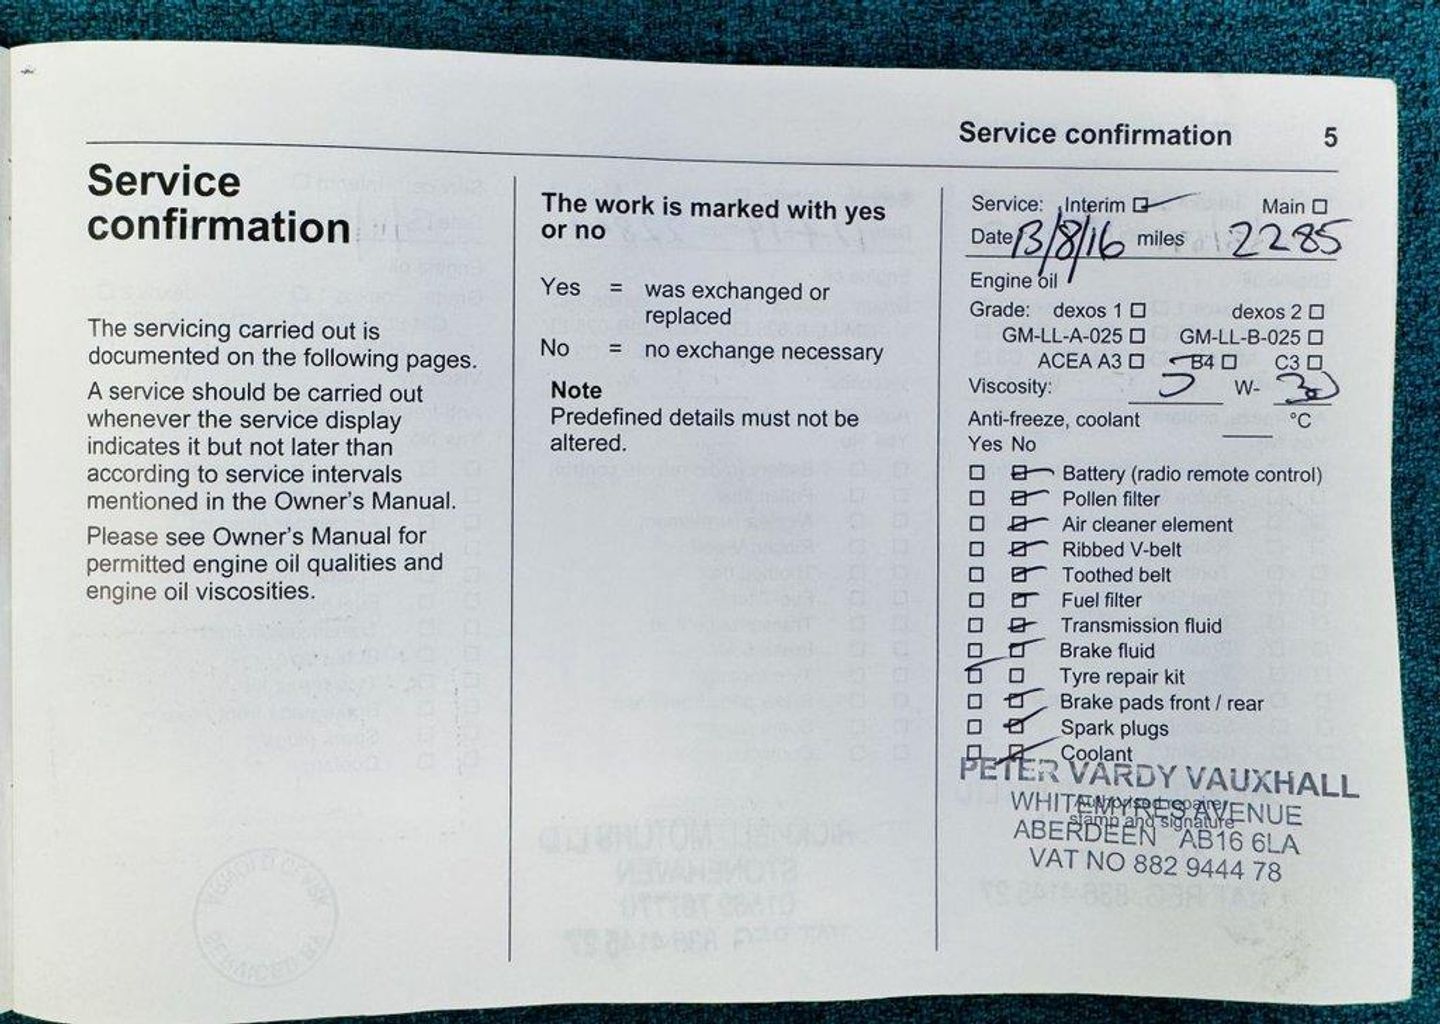 Service confirmation 5
Service
confirmation
The servicing carried out is
documented on the following pages.
A service should be carried out
whenever the service display
indicates it but not later than
according to service intervals
mentioned in the Owner's Manual.
Please see Owner's Manual for
permitted engine oil qualities and
engine oil viscosities.
The work is marked with yes
or no
Yes = was exchanged or
replaced
No = no exchange necessary
Note
Predefined details must not be
altered.
Service: Interim Main
Date 13/8/16 miles 2285
Engine oil
Grade: dexos 1 dexos 2
GM-LL-A-025 GM-LL-B-025
ACEA A3 B4 C3
Viscosity: 5 W- 30
Anti-freeze, coolant °C
Yes No
Battery (radio remote control)
Pollen filter
Air cleaner element
Ribbed V-belt
Toothed belt
Fuel filter
Transmission fluid
Brake fluid
Tyre repair kit
Brake pads front / rear
Spark plugs
Coolant
PETER VARDY VAUXHALL
WHITEMYRES AVENUE
Authorised repairer
stamp and signature
ABERDEEN AB16 6LA
VAT NO 882 9444 78